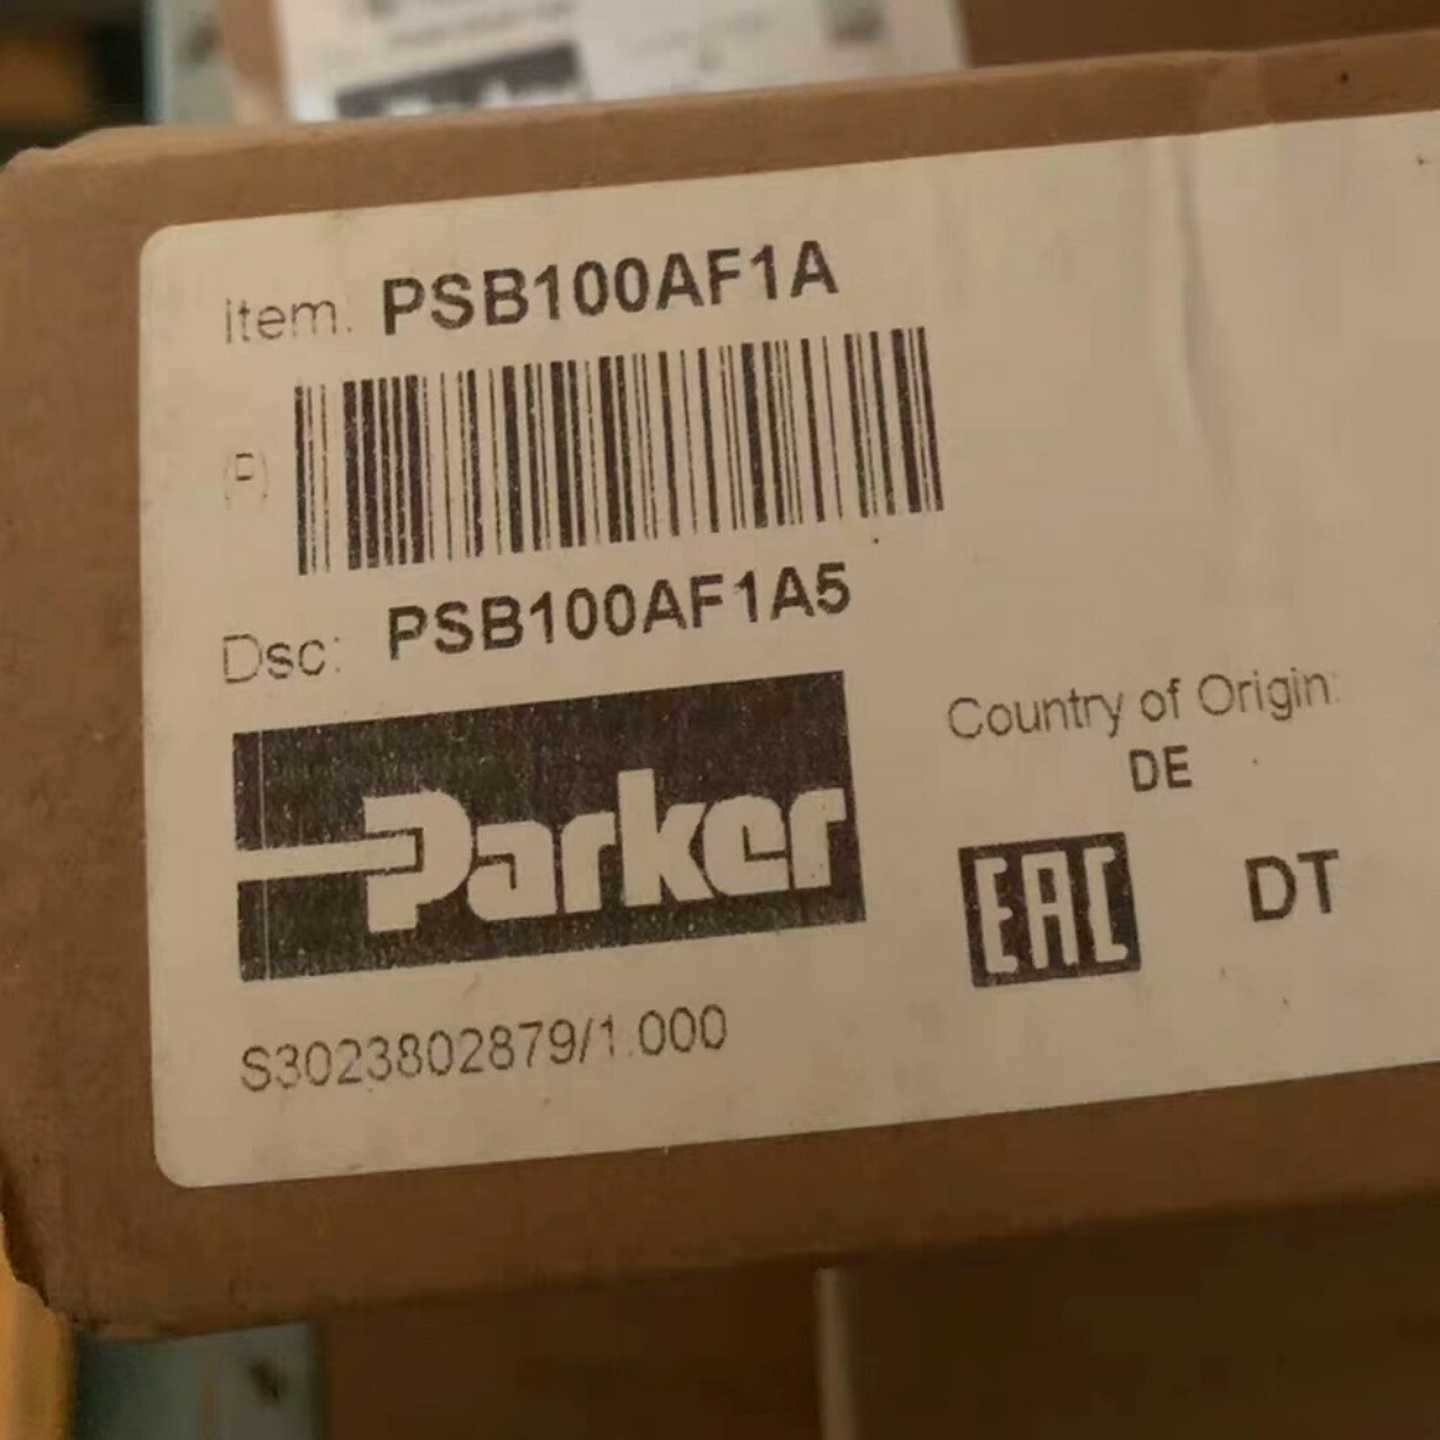 Item: PSB100AF1A
(P)
Dsc: PSB100AF1A5
Parker
Country of Origin:
DE
EAC
DT
S3023802879/1.000